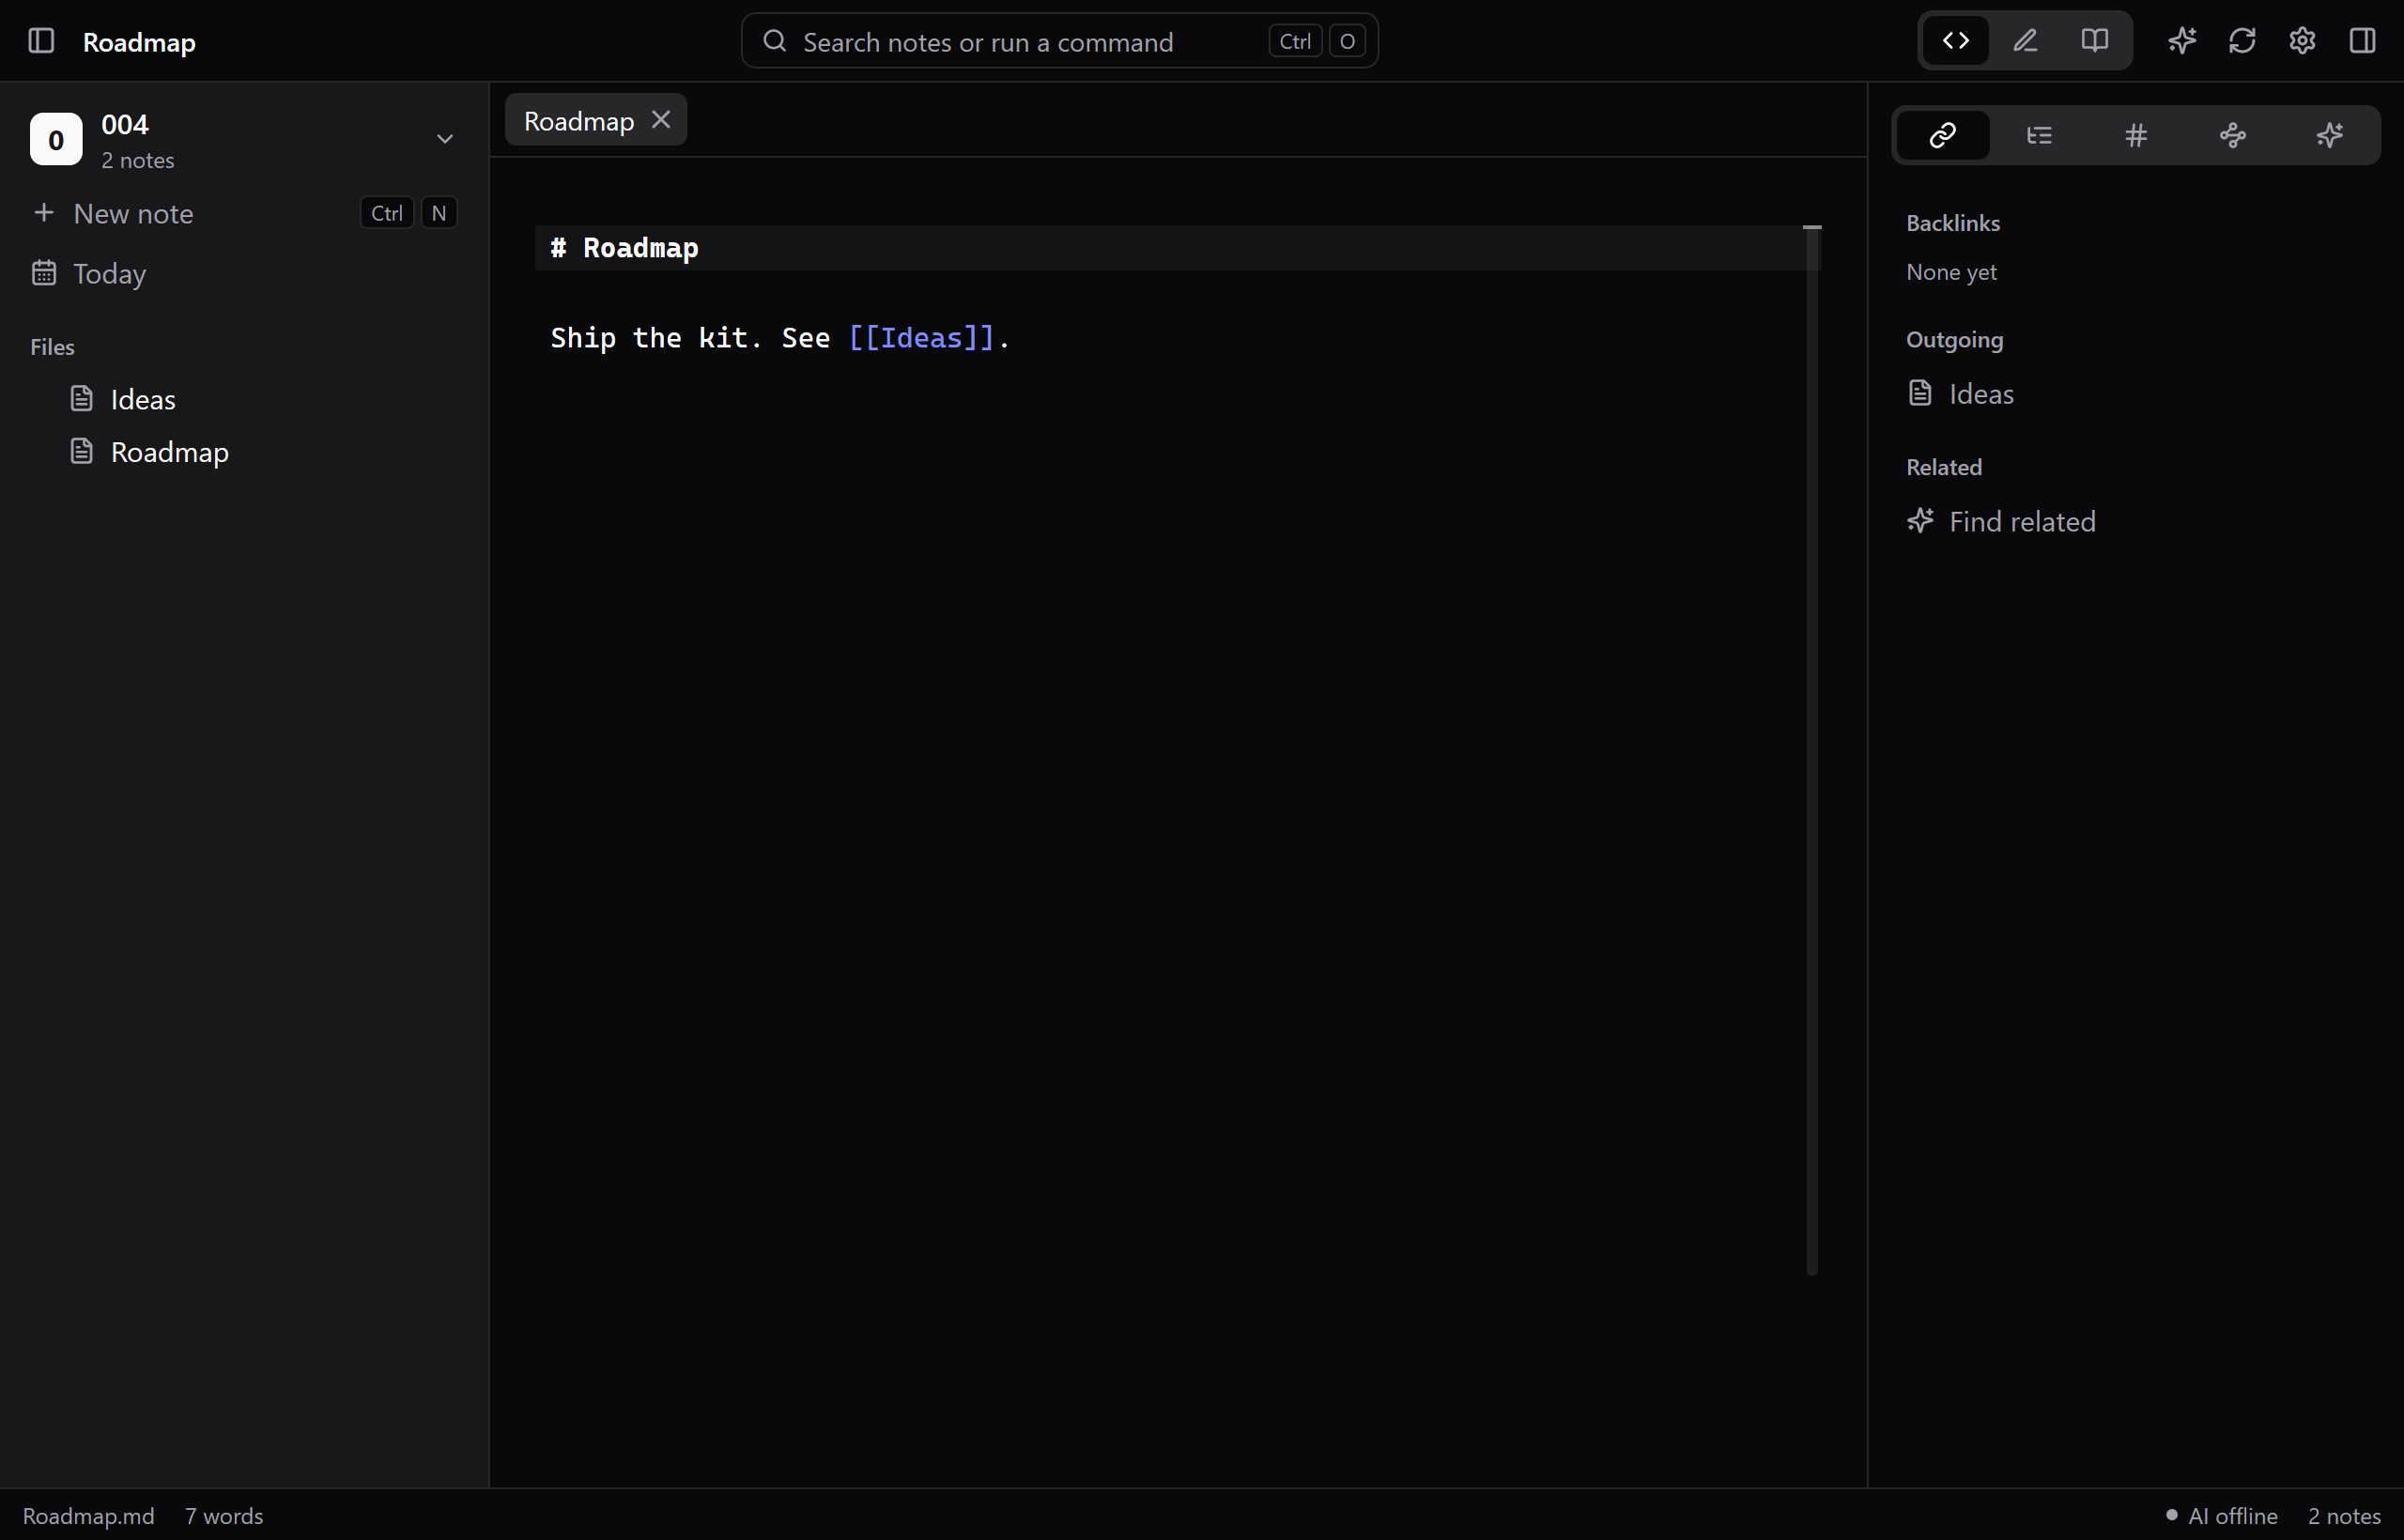 Roadmap
Search notes or run a command Ctrl O
0
004
2 notes
New note Ctrl N
Today
Files
Ideas
Roadmap
Roadmap
# Roadmap
Ship the kit. See [[Ideas]].
Backlinks
None yet
Outgoing
Ideas
Related
Find related
Roadmap.md 7 words
AI offline 2 notes